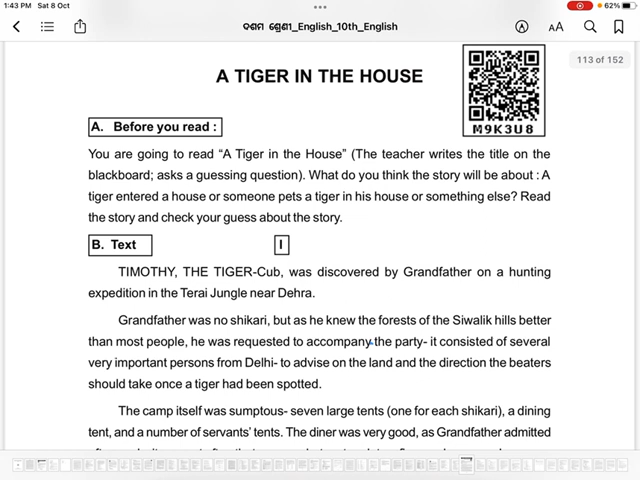 1:43 PM Sat 8 Oct
62%
ଦଶମ ଶ୍ରେଣୀ_English_10th_English
AA
113 of 152
A TIGER IN THE HOUSE
M9K3U8
A. Before you read :
You are going to read “A Tiger in the House” (The teacher writes the title on the
blackboard; asks a guessing question). What do you think the story will be about : A
tiger entered a house or someone pets a tiger in his house or something else? Read
the story and check your guess about the story.
B. Text
I
TIMOTHY, THE TIGER-Cub, was discovered by Grandfather on a hunting
expedition in the Terai Jungle near Dehra.
Grandfather was no shikari, but as he knew the forests of the Siwalik hills better
than most people, he was requested to accompany the party- it consisted of several
very important persons from Delhi- to advise on the land and the direction the beaters
should take once a tiger had been spotted.
The camp itself was sumptous- seven large tents (one for each shikari), a dining
tent, and a number of servants’ tents. The diner was very good, as Grandfather admitted